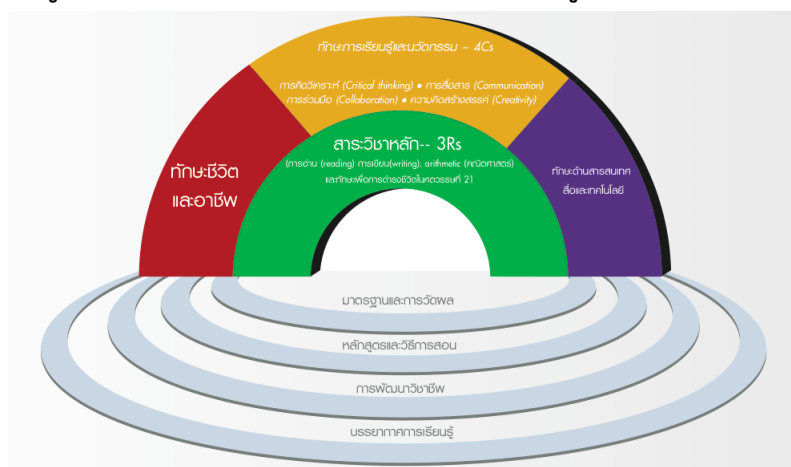 ทักษะการเรียนรู้และนวัตกรรม – 4Cs
การคิดวิเคราะห์ (Critical thinking) • การสื่อสาร (Communication)
การร่วมมือ (Collaboration) • ความคิดสร้างสรรค์ (Creativity)
สาระวิชาหลัก-- 3Rs
(การอ่าน (reading) การเขียน(writing), arithmetic (คณิตศาสตร์)
และทักษะเพื่อการดำรงชีวิตในศตวรรษที่ 21
ทักษะชีวิต
และอาชีพ
ทักษะด้านสารสนเทศ
สื่อและเทคโนโลยี
มาตรฐานและการวัดผล
หลักสูตรและวิธีการสอน
การพัฒนาวิชาชีพ
บรรยากาศการเรียนรู้